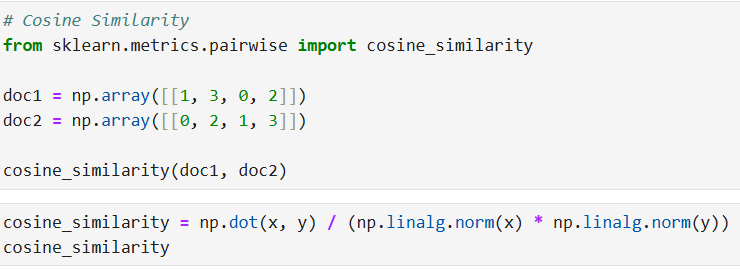 # Cosine Similarity
from sklearn.metrics.pairwise import cosine_similarity
doc1 = np.array([[1, 3, 0, 2]])
doc2 = np.array([[0, 2, 1, 3]])
cosine_similarity(doc1, doc2)
cosine_similarity = np.dot(x, y) / (np.linalg.norm(x) * np.linalg.norm(y))
cosine_similarity